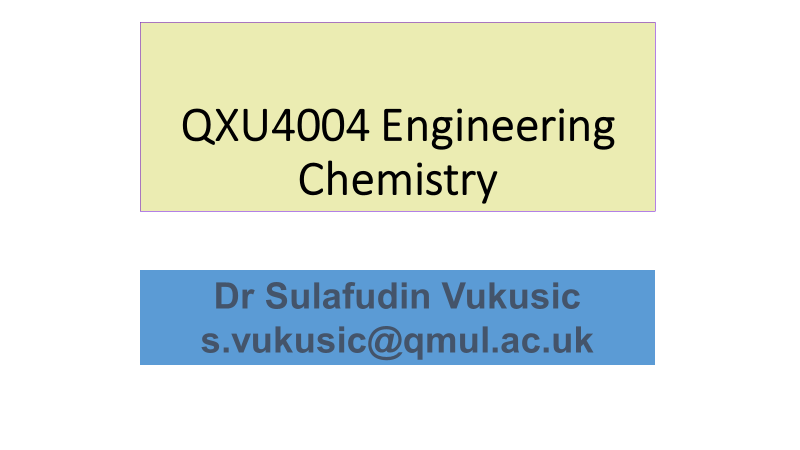 QXU4004 Engineering
Chemistry
Dr Sulafudin Vukusic
s.vukusic@qmul.ac.uk